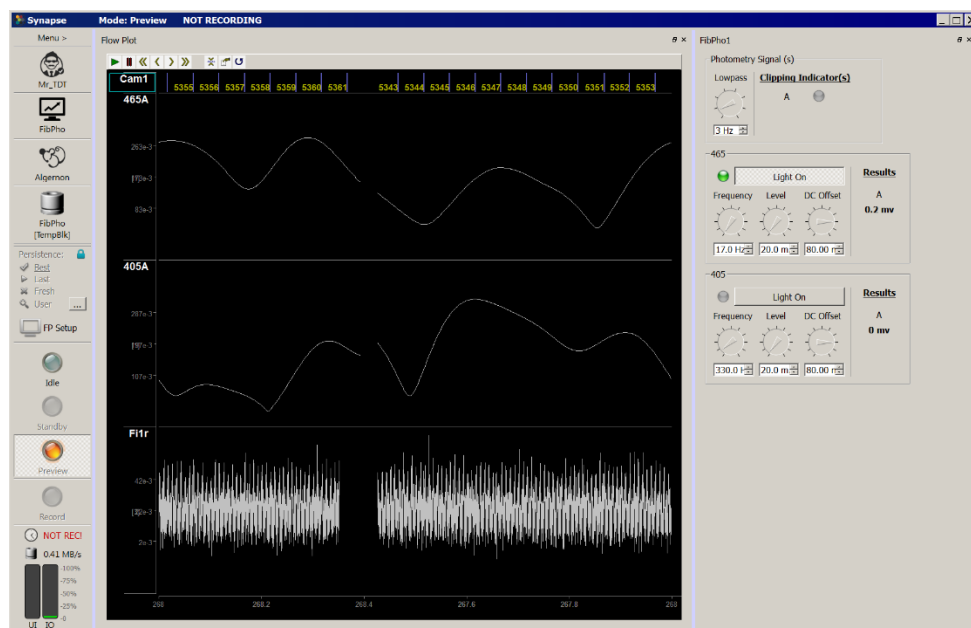 Synapse Mode: Preview NOT RECORDING
Menu >
Mr_TDT
FibPho
Algernon
FibPho
[TempBlk]
Persistence:
Best
Last
Fresh
User ...
FP Setup
Idle
Standby
Preview
Record
NOT REC!
0.41 MB/s
-100%
-75%
-50%
-25%
-0
UI IO
Flow Plot
Cam1
5355 5356 5357 5358 5359 5360 5361 5343 5344 5345 5346 5347 5348 5349 5350 5351 5352 5353
465A
263e-3
83e-3
405A
207e-3
107e-3
Fi1r
42e-3
2e-3
268 268.2 268.4 267.6 267.8 268
FibPho1
Photometry Signal (s)
Lowpass Clipping Indicator(s)
A
3 Hz
465
Light On Results
Frequency Level DC Offset A
0.2 mv
17.0 Hz 20.0 m 80.00 m
405
Light On Results
Frequency Level DC Offset A
0 mv
330.0 H 20.0 m 80.00 m